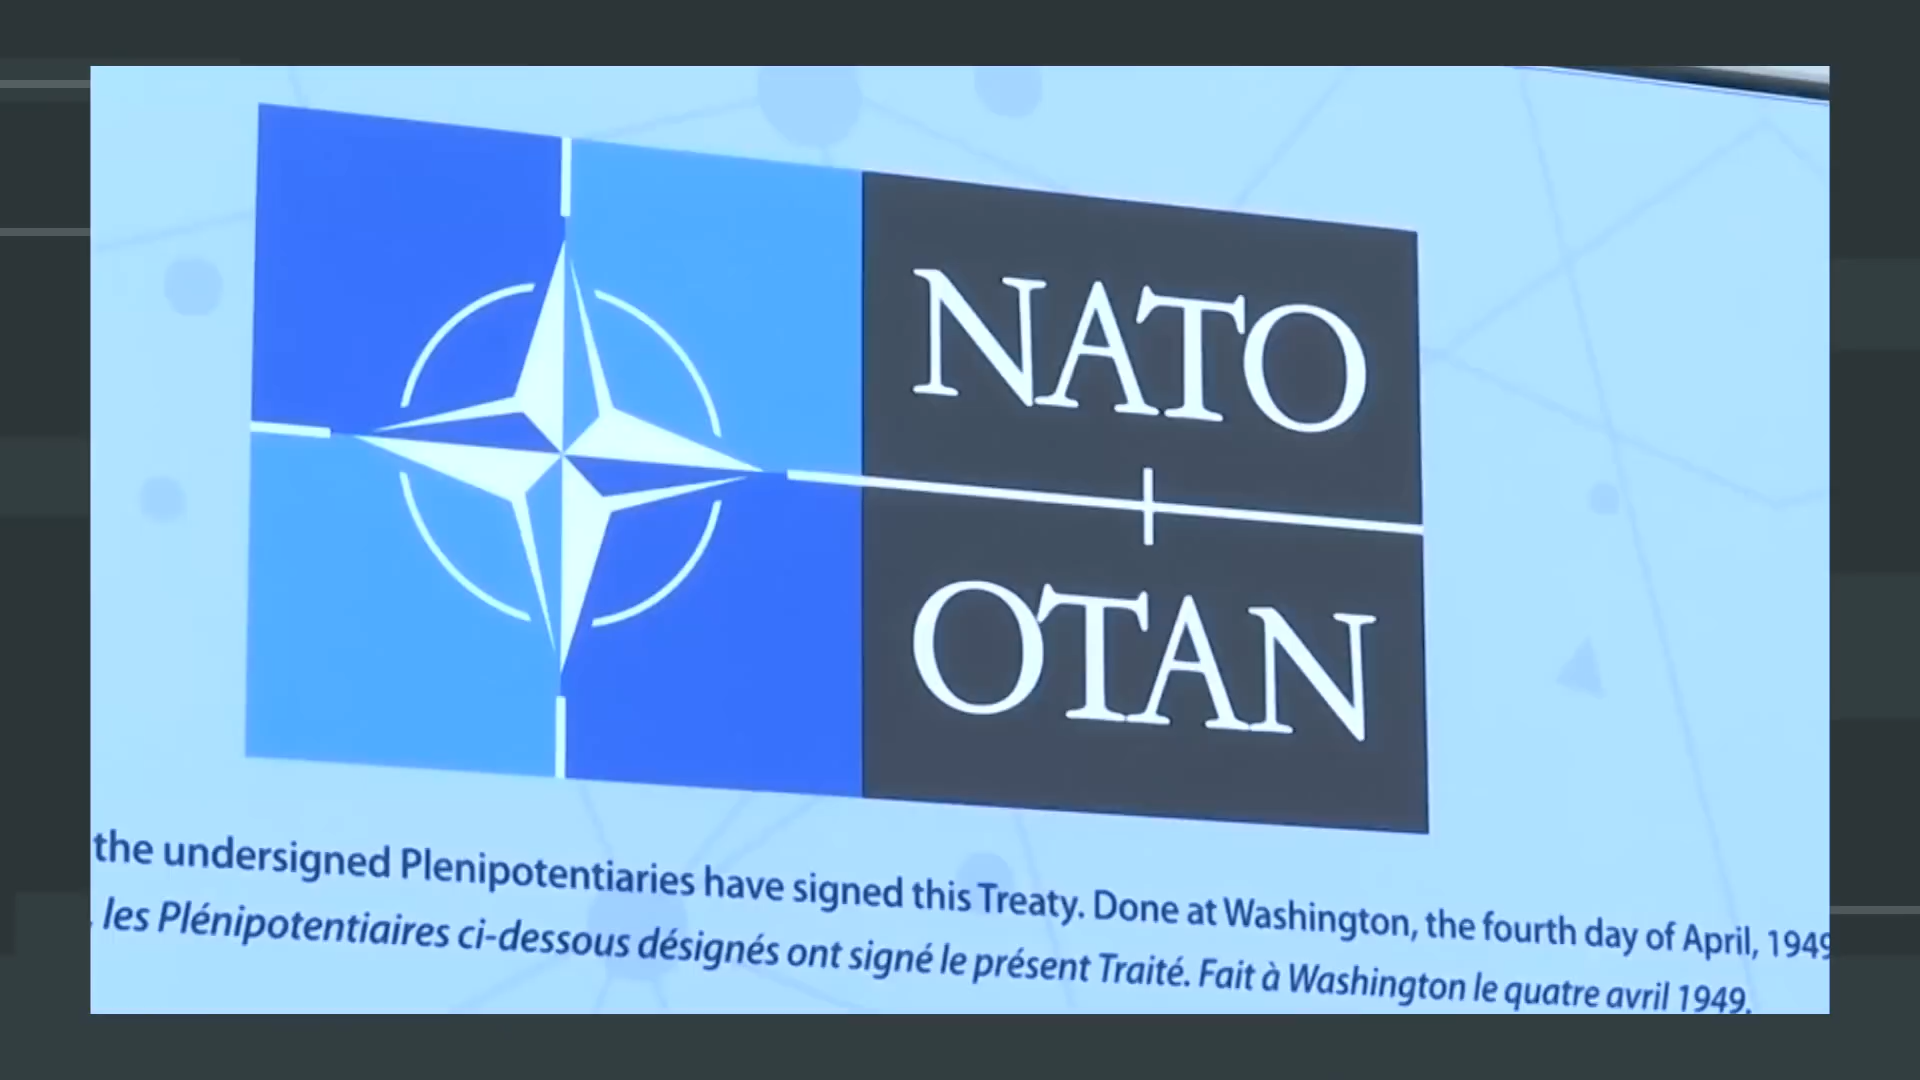 NATO
OTAN
the undersigned Plenipotentiaries have signed this Treaty. Done at Washington, the fourth day of April, 1949
les Plénipotentiaires ci-dessous désignés ont signé le présent Traité. Fait à Washington le quatre avril 1949.